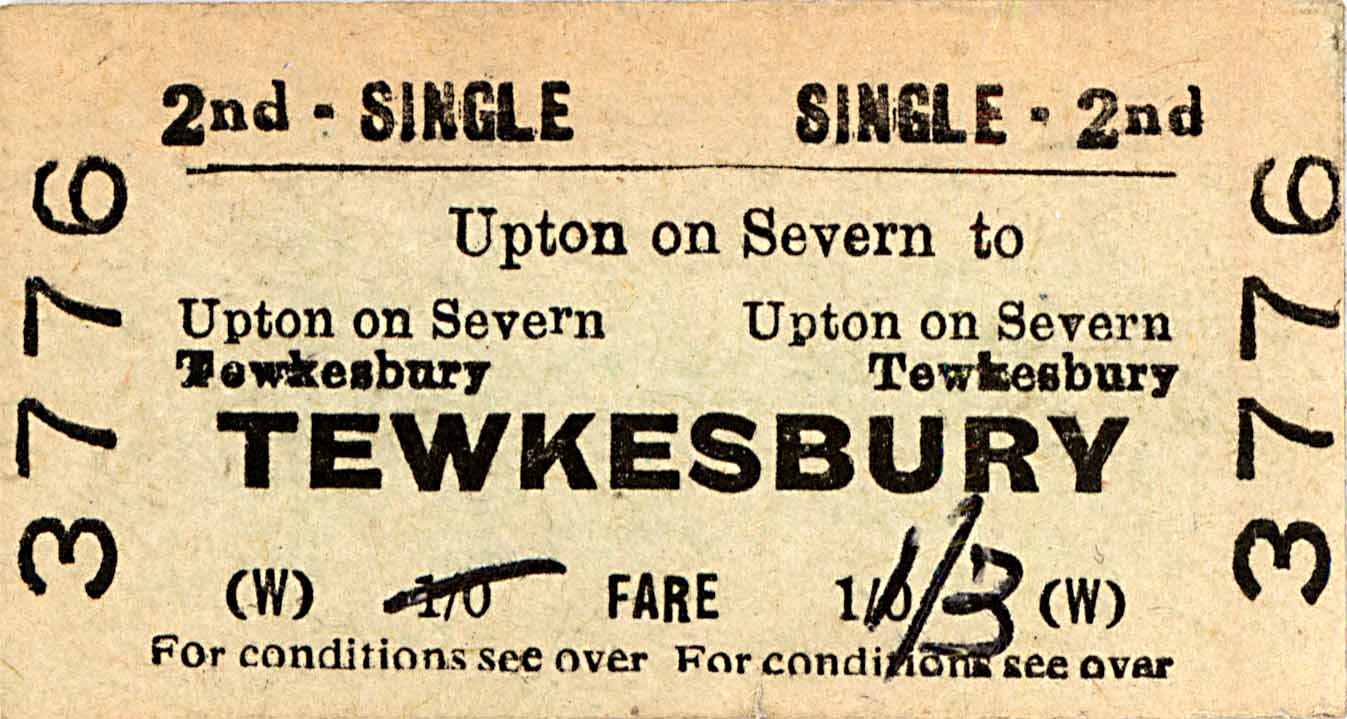 2nd - SINGLE SINGLE - 2nd
Upton on Severn to
Upton on Severn Upton on Severn
Tewkesbury Tewkesbury
TEWKESBURY
(W) 1/0 FARE 1/0 1/3 (W)
For conditions see over For conditions see over
3776
3776